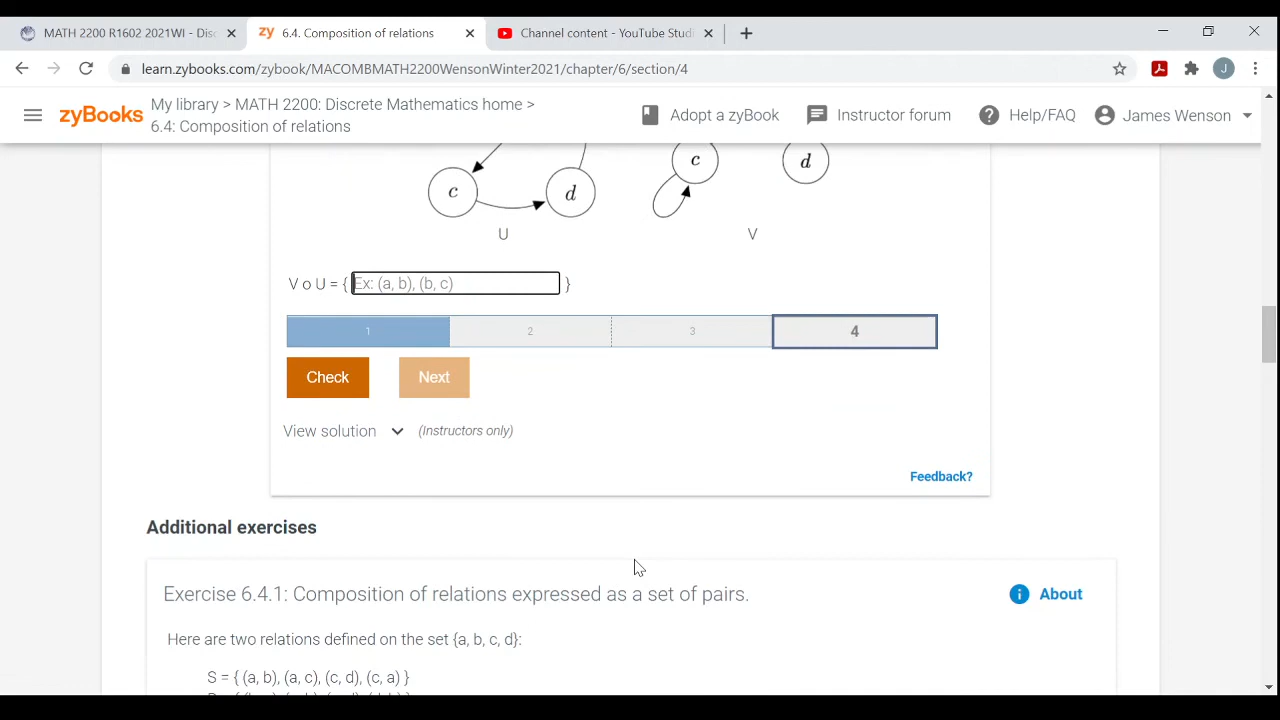 MATH 2200 R1602 2021WI - Disc
zy 6.4. Composition of relations
Channel content - YouTube Studi
learn.zybooks.com/zybook/MACOMBMATH2200WensonWinter2021/chapter/6/section/4
J
zyBooks
My library > MATH 2200: Discrete Mathematics home >
6.4: Composition of relations
Adopt a zyBook
Instructor forum
Help/FAQ
James Wenson
c
d
c
d
U
V
V o U = { Ex: (a, b), (b, c) }
1
2
3
4
Check
Next
View solution
(Instructors only)
Feedback?
Additional exercises
Exercise 6.4.1: Composition of relations expressed as a set of pairs.
About
Here are two relations defined on the set {a, b, c, d}:
S = { (a, b), (a, c), (c, d), (c, a) }